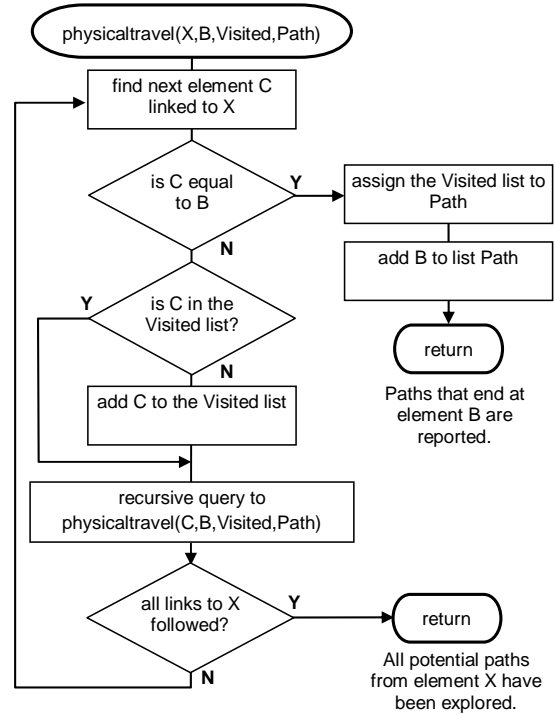 physicaltravel(X,B,Visited,Path)
find next element C
linked to X
is C equal
to B
Y
assign the Visited list to
Path
N
add B to list Path
Y
is C in the
Visited list?
return
N
Paths that end at
element B are
reported.
add C to the Visited list
recursive query to
physicaltravel(C,B,Visited,Path)
all links to X
followed?
Y
return
N
All potential paths
from element X have
been explored.